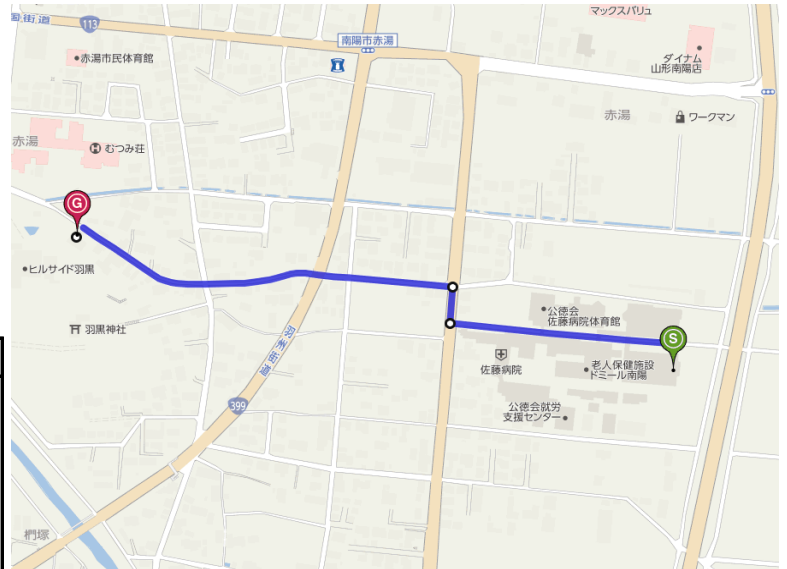 国街道
113
マックスバリュ
南陽市赤湯
赤湯市民体育館
ダイナム
山形南陽店
赤湯
ワークマン
赤湯
むつみ荘
G
ヒルサイド羽黒
公徳会
佐藤病院体育館
S
羽黒神社
羽州街道
佐藤病院
老人保健施設
ドミール南陽
399
公徳会就労
支援センター
椚塚